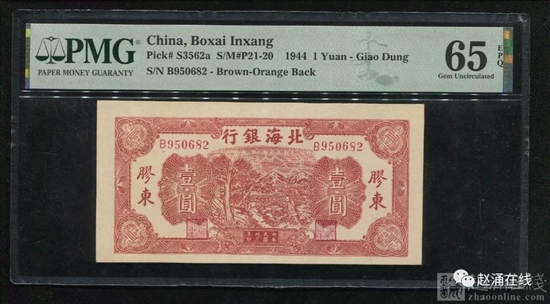 PMG
PAPER MONEY GUARANTY
China, Boxai Inxang
Pick# S3562a S/M#P21-20 1944 1 Yuan - Giao Dung
S/N B950682 - Brown-Orange Back
65 EPQ
Gem Uncirculated
行銀海北
B950682 B950682
膠東 壹圓 壹圓 膠東
赵涌在线
zhaoonline.com